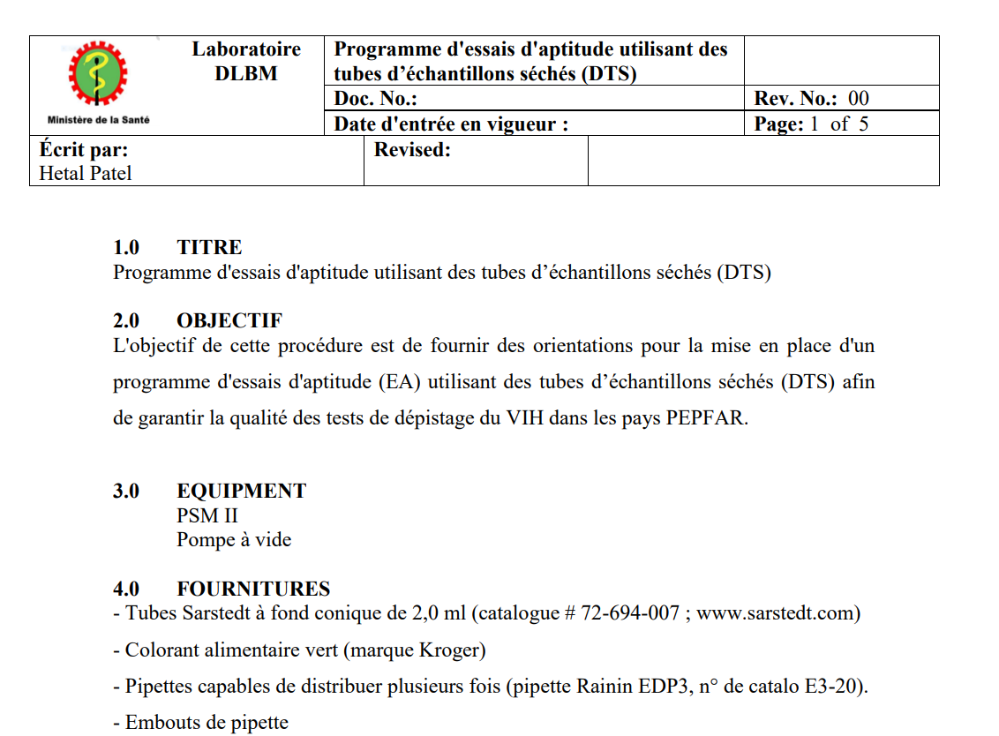 Ministère de la Santé
Laboratoire
DLBM
Programme d'essais d'aptitude utilisant des
tubes d’échantillons séchés (DTS)
Doc. No.:
Rev. No.: 00
Date d'entrée en vigueur :
Page: 1 of 5
Écrit par:
Hetal Patel
Revised:
1.0 TITRE
Programme d'essais d'aptitude utilisant des tubes d’échantillons séchés (DTS)
2.0 OBJECTIF
L'objectif de cette procédure est de fournir des orientations pour la mise en place d'un
programme d'essais d'aptitude (EA) utilisant des tubes d’échantillons séchés (DTS) afin
de garantir la qualité des tests de dépistage du VIH dans les pays PEPFAR.
3.0 EQUIPMENT
PSM II
Pompe à vide
4.0 FOURNITURES
- Tubes Sarstedt à fond conique de 2,0 ml (catalogue # 72-694-007 ; www.sarstedt.com)
- Colorant alimentaire vert (marque Kroger)
- Pipettes capables de distribuer plusieurs fois (pipette Rainin EDP3, n° de catalo E3-20).
- Embouts de pipette